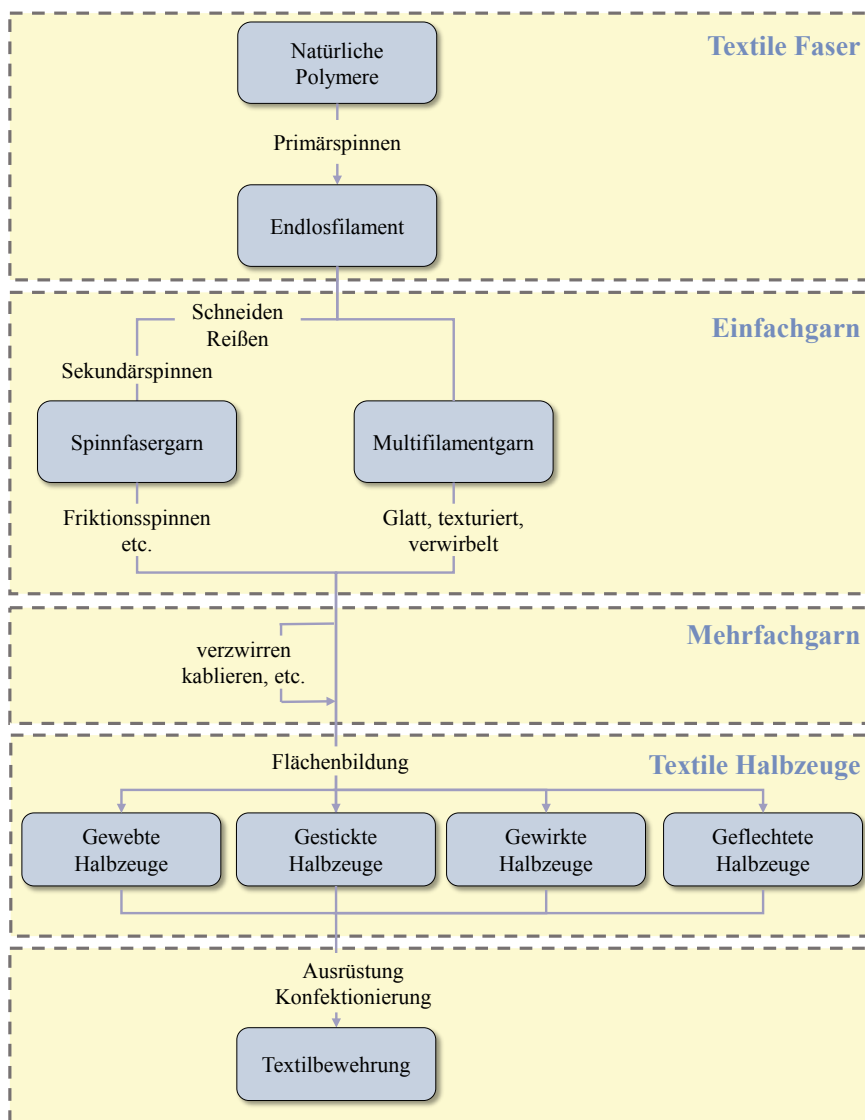 Textile Faser
Natürliche
Polymere
Primärspinnen
Endlosfilament
Einfachgarn
Schneiden
Reißen
Sekundärspinnen
Spinnfasergarn
Multifilamentgarn
Friktionsspinnen
etc.
Glatt, texturiert,
verwirbelt
Mehrfachgarn
verzwirren
kablieren, etc.
Textile Halbzeuge
Flächenbildung
Gewebte
Halbzeuge
Gestickte
Halbzeuge
Gewirkte
Halbzeuge
Geflechtete
Halbzeuge
Ausrüstung
Konfektionierung
Textilbewehrung